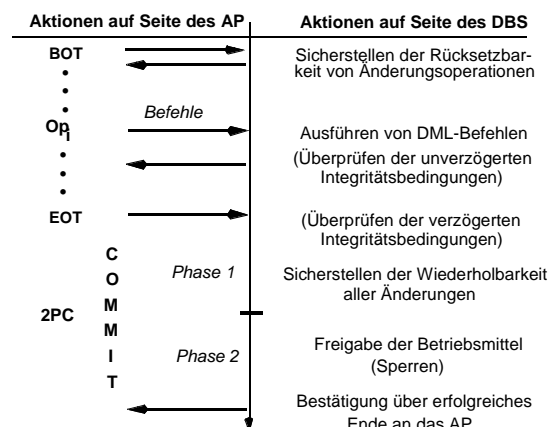 Aktionen auf Seite des AP
Aktionen auf Seite des DBS
BOT
Sicherstellen der Rücksetzbar-
keit von Änderungsoperationen
Befehle
Opi
Ausführen von DML-Befehlen
(Überprüfen der unverzögerten
Integritätsbedingungen)
EOT
(Überprüfen der verzögerten
Integritätsbedingungen)
C
O
M
M
I
T
Phase 1
Sicherstellen der Wiederholbarkeit
aller Änderungen
2PC
Phase 2
Freigabe der Betriebsmittel
(Sperren)
Bestätigung über erfolgreiches
Ende an das AP